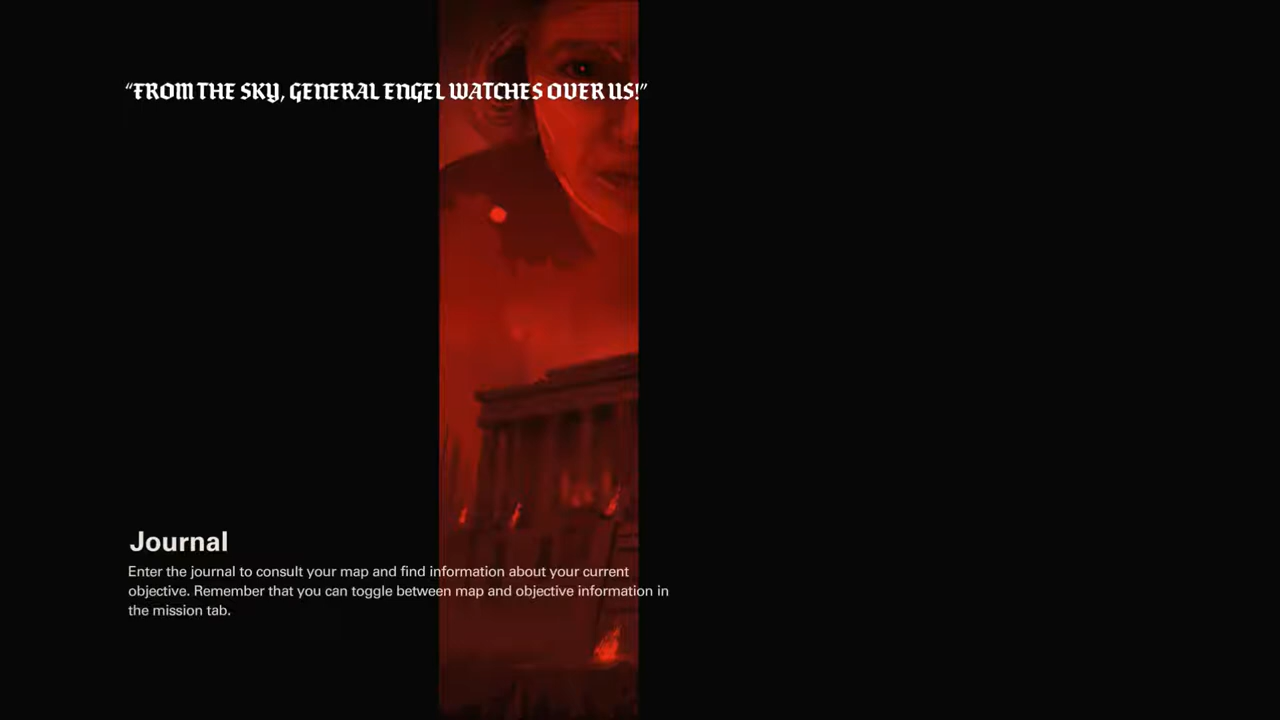 “FROM THE SKY, GENERAL ENGEL WATCHES OVER US!”
Journal
Enter the journal to consult your map and find information about your current
objective. Remember that you can toggle between map and objective information in
the mission tab.